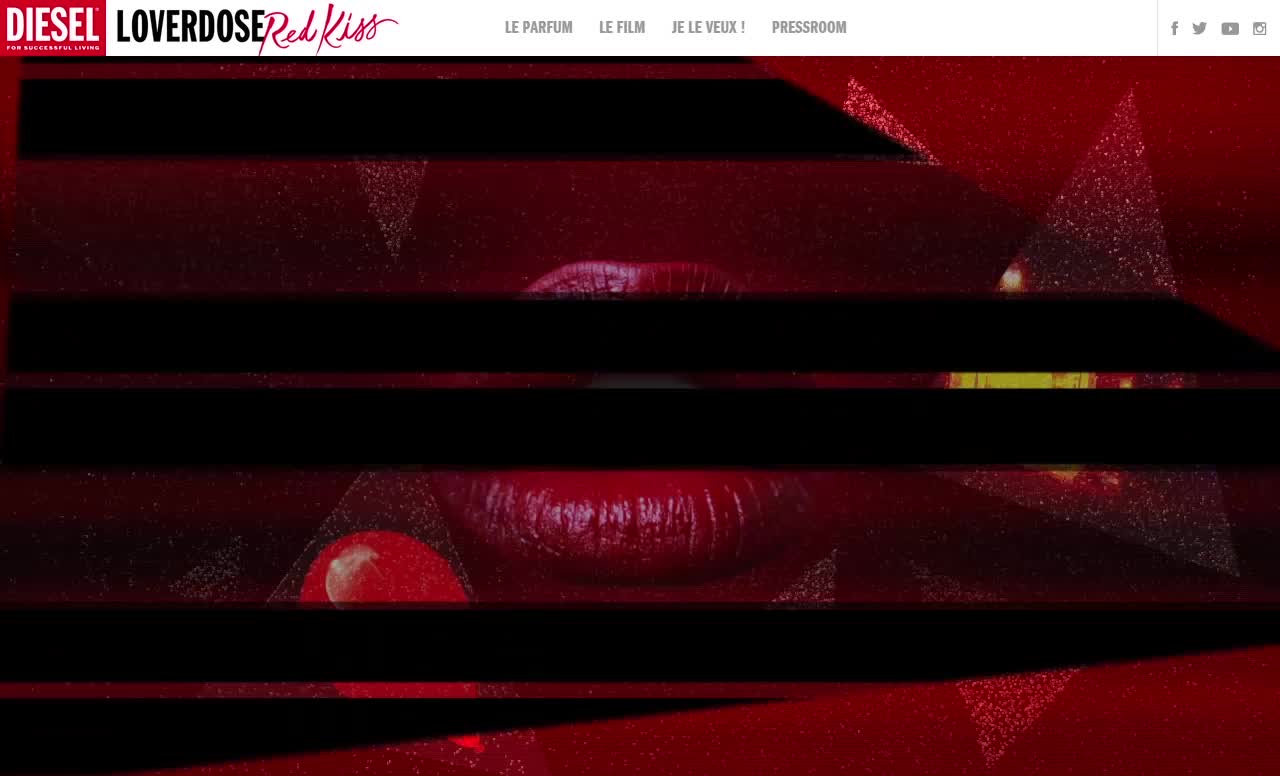 DIESEL
FOR SUCCESSFUL LIVING
LOVERDOSE Red Kiss
LE PARFUM LE FILM JE LE VEUX ! PRESSROOM